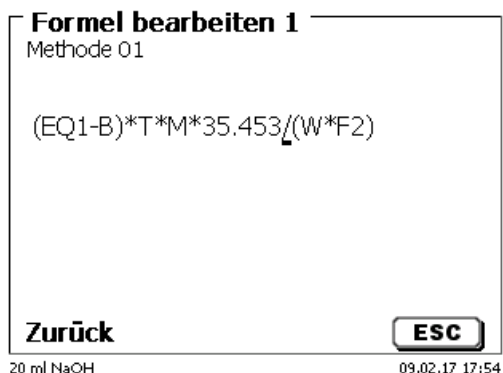 Formel bearbeiten 1
Methode 01
(EQ1-B)*T*M*35.453/(W*F2)
Zurück
ESC
20 ml NaOH
09.02.17 17:54